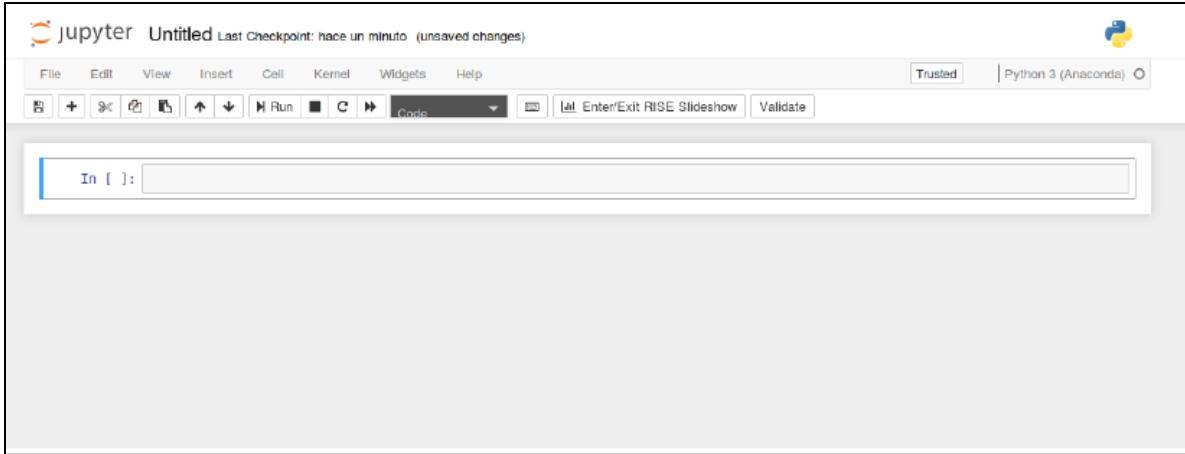 jupyter Untitled Last Checkpoint: hace un minuto (unsaved changes)
File Edit View Insert Cell Kernel Widgets Help Trusted Python 3 (Anaconda)
Run Code Enter/Exit RISE Slideshow Validate
In [ ]: